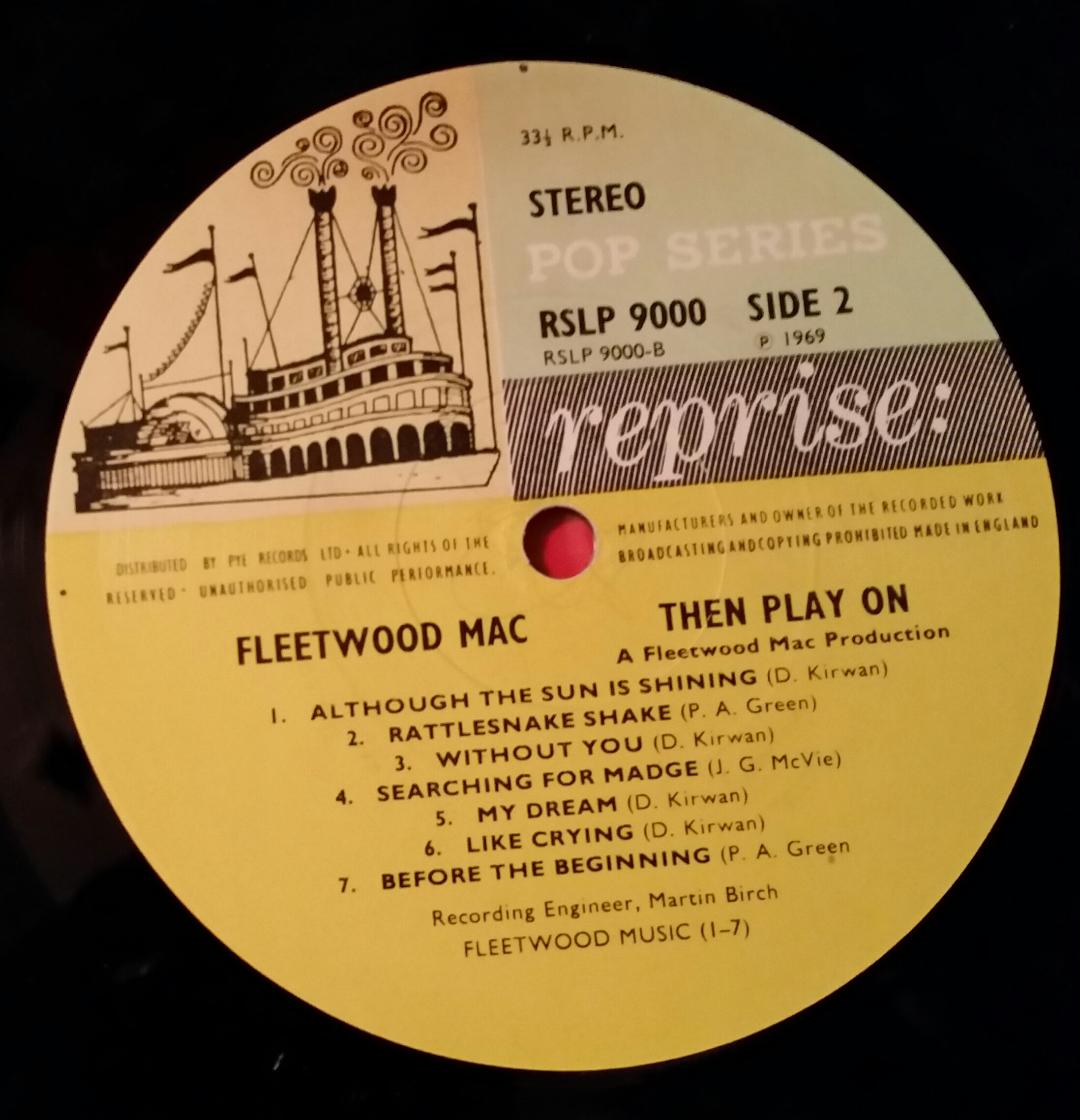 33⅓ R.P.M.
STEREO
POP SERIES
RSLP 9000 SIDE 2
RSLP 9000-B ℗ 1969
reprise:
MANUFACTURERS AND OWNER OF THE RECORDED WORK
BROADCASTING AND COPYING PROHIBITED MADE IN ENGLAND
DISTRIBUTED BY PYE RECORDS LTD · ALL RIGHTS OF THE
RESERVED · UNAUTHORISED PUBLIC PERFORMANCE.
FLEETWOOD MAC
THEN PLAY ON
A Fleetwood Mac Production
1. ALTHOUGH THE SUN IS SHINING (D. Kirwan)
2. RATTLESNAKE SHAKE (P. A. Green)
3. WITHOUT YOU (D. Kirwan)
4. SEARCHING FOR MADGE (J. G. McVie)
5. MY DREAM (D. Kirwan)
6. LIKE CRYING (D. Kirwan)
7. BEFORE THE BEGINNING (P. A. Green
Recording Engineer, Martin Birch
FLEETWOOD MUSIC (1–7)